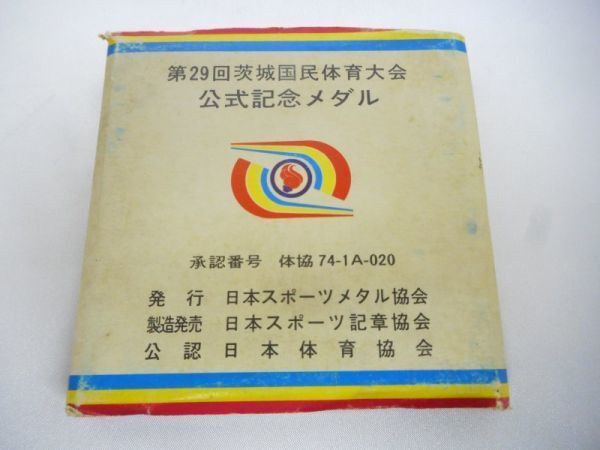 第29回茨城国民体育大会
公式記念メダル
承認番号 体協74-1A-020
発行 日本スポーツメタル協会
製造発売 日本スポーツ記章協会
公認 日本体育協会